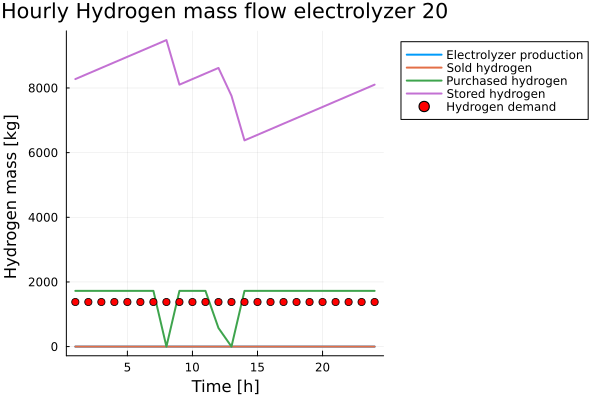 Hourly Hydrogen mass flow electrolyzer 20
Electrolyzer production
Sold hydrogen
Purchased hydrogen
Stored hydrogen
Hydrogen demand
Hydrogen mass [kg]
8000
6000
4000
2000
0
5 10 15 20
Time [h]